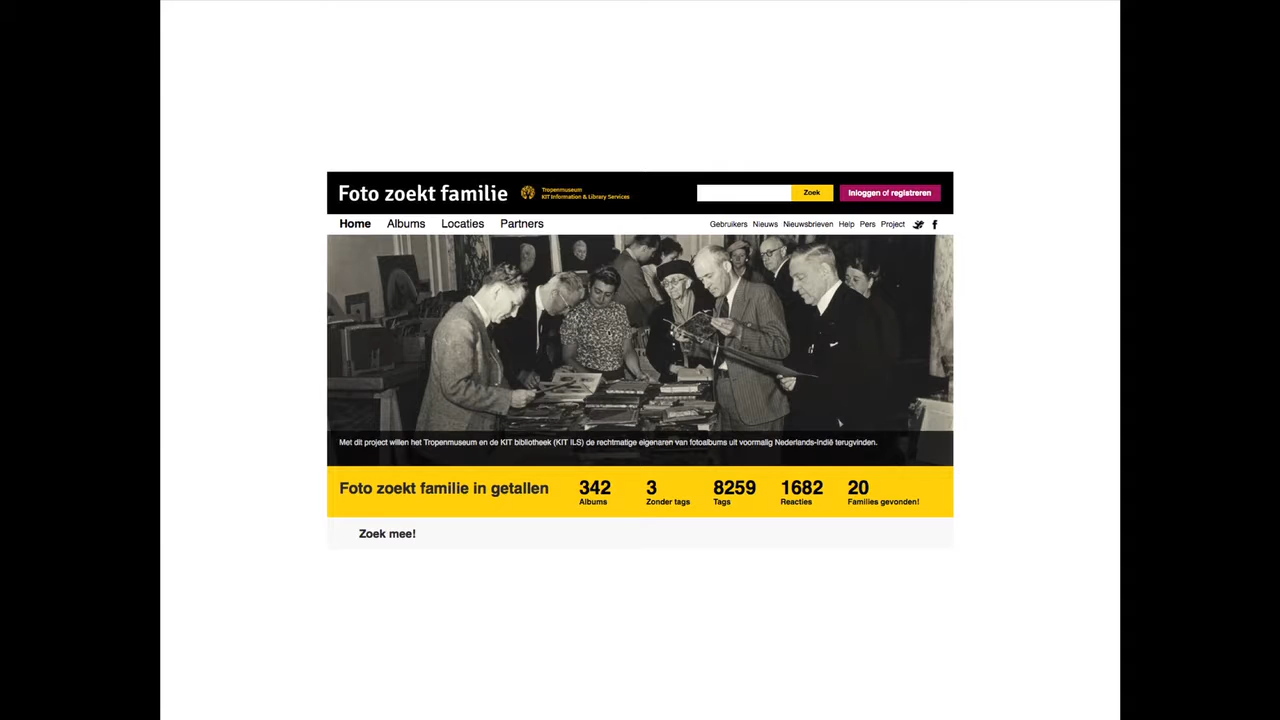 Foto zoekt familie
Tropenmuseum
KIT Information & Library Services
Zoek
Inloggen of registreren
Home Albums Locaties Partners
Gebruikers Nieuws Nieuwsbrieven Help Pers Project
Met dit project willen het Tropenmuseum en de KIT bibliotheek (KIT ILS) de rechtmatige eigenaren van fotoalbums uit voormalig Nederlands-Indië terugvinden.
Foto zoekt familie in getallen
342 3 8259 1682 20
Albums Zonder tags Tags Reacties Families gevonden!
Zoek mee!